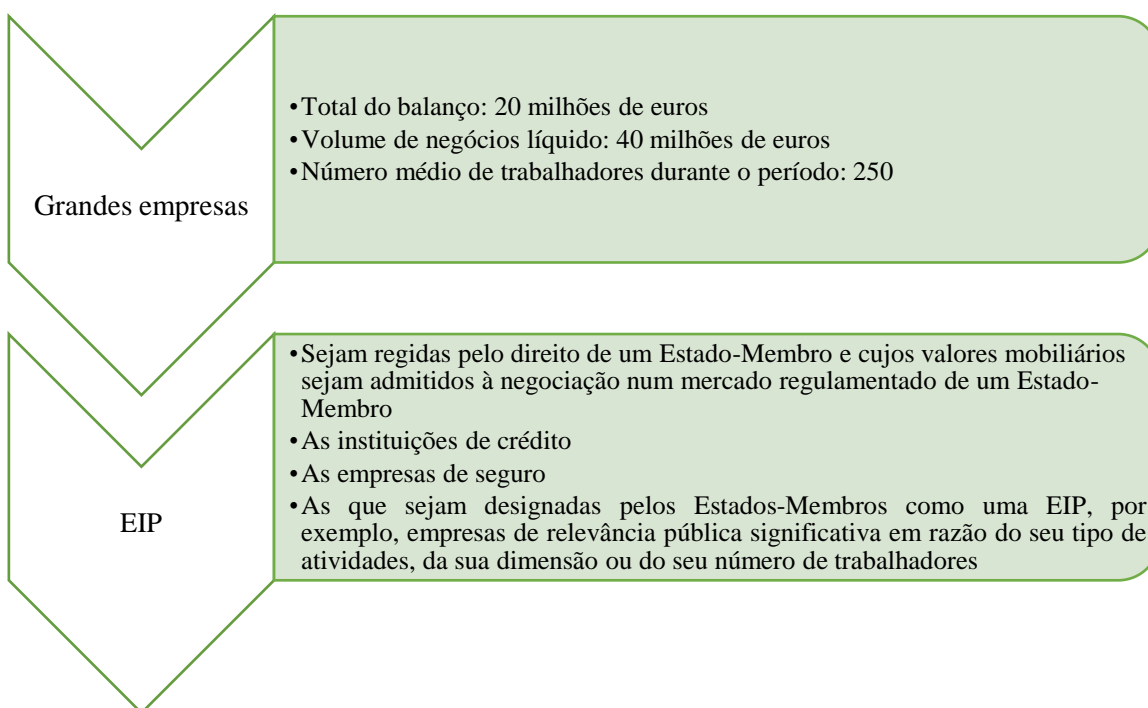 Grandes empresas
•Total do balanço: 20 milhões de euros
•Volume de negócios líquido: 40 milhões de euros
•Número médio de trabalhadores durante o período: 250
EIP
•Sejam regidas pelo direito de um Estado-Membro e cujos valores mobiliários
sejam admitidos à negociação num mercado regulamentado de um Estado-
Membro
•As instituições de crédito
•As empresas de seguro
•As que sejam designadas pelos Estados-Membros como uma EIP, por
exemplo, empresas de relevância pública significativa em razão do seu tipo de
atividades, da sua dimensão ou do seu número de trabalhadores